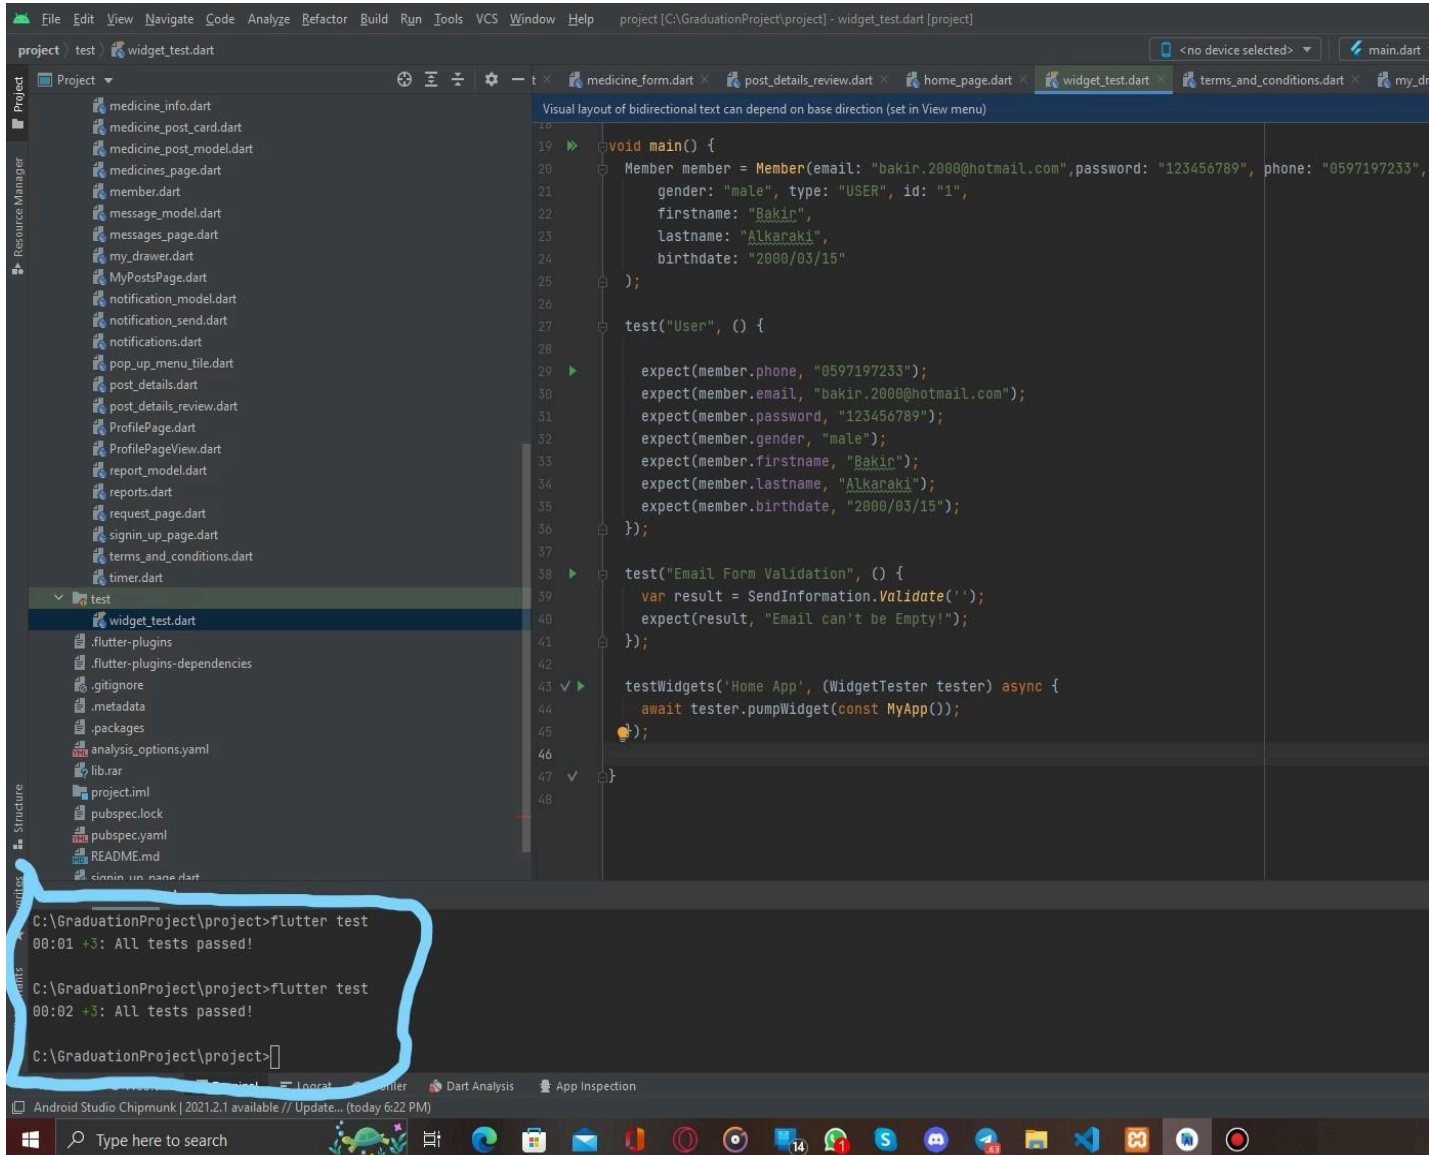 File Edit View Navigate Code Analyze Refactor Build Run Tools VCS Window Help project [C:\GraduationProject\project] - widget_test.dart [project]
project test widget_test.dart <no device selected> main.dart
Project medicine_form.dart post_details_review.dart home_page.dart widget_test.dart terms_and_conditions.dart my_dr
Visual layout of bidirectional text can depend on base direction (set in View menu)
Project
Resource Manager
Structure
medicine_info.dart
medicine_post_card.dart
medicine_post_model.dart
medicines_page.dart
member.dart
message_model.dart
messages_page.dart
my_drawer.dart
MyPostsPage.dart
notification_model.dart
notification_send.dart
notifications.dart
pop_up_menu_tile.dart
post_details.dart
post_details_review.dart
ProfilePage.dart
ProfilePageView.dart
report_model.dart
reports.dart
request_page.dart
signin_up_page.dart
terms_and_conditions.dart
timer.dart
test
widget_test.dart
.flutter-plugins
.flutter-plugins-dependencies
.gitignore
.metadata
.packages
analysis_options.yaml
lib.rar
project.iml
pubspec.lock
pubspec.yaml
README.md
signin_up_page.dart
18
19 void main() {
20 Member member = Member(email: "bakir.2000@hotmail.com",password: "123456789", phone: "0597197233",
21 gender: "male", type: "USER", id: "1",
22 firstname: "Bakir",
23 lastname: "Alkaraki",
24 birthdate: "2000/03/15"
25 );
26
27 test("User", () {
28
29 expect(member.phone, "0597197233");
30 expect(member.email, "bakir.2000@hotmail.com");
31 expect(member.password, "123456789");
32 expect(member.gender, "male");
33 expect(member.firstname, "Bakir");
34 expect(member.lastname, "Alkaraki");
35 expect(member.birthdate, "2000/03/15");
36 });
37
38 test("Email Form Validation", () {
39 var result = SendInformation.Validate('');
40 expect(result, "Email can't be Empty!");
41 });
42
43 testWidgets('Home App', (WidgetTester tester) async {
44 await tester.pumpWidget(const MyApp());
45 });
46
47 }
48
C:\GraduationProject\project>flutter test
00:01 +3: All tests passed!
C:\GraduationProject\project>flutter test
00:02 +3: All tests passed!
C:\GraduationProject\project>
Terminal Logcat Dart Analysis App Inspection
Android Studio Chipmunk | 2021.2.1 available // Update... (today 6:22 PM)
Type here to search 14 1 63